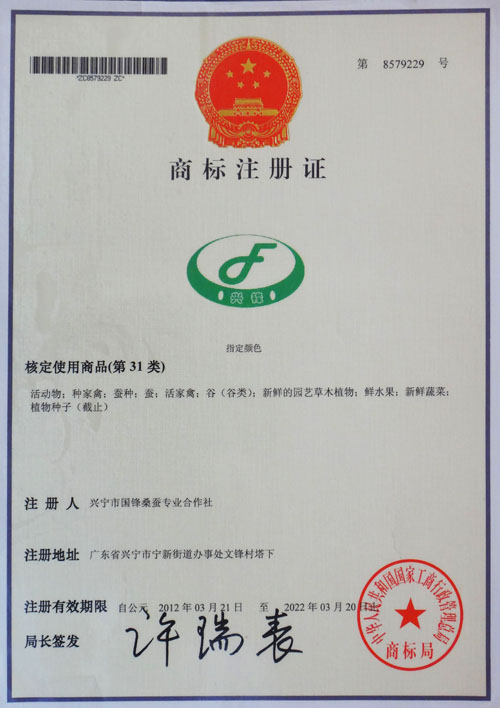 *ZC8579229 ZC*
第 8579229 号
商标注册证
兴锋
指定颜色
核定使用商品(第 31 类)
活动物；种家禽；蚕种；蚕；活家禽；谷（谷类）；新鲜的园艺草木植物；鲜水果；新鲜蔬菜；
植物种子（截止）
注 册 人 兴宁市国锋桑蚕专业合作社
注册地址 广东省兴宁市宁新街道办事处文锋村塔下
注册有效期限 自公元 2012 年 03 月 21 日 至 2022 年 03 月 20 日止
局长签发 许瑞表
中华人民共和国国家工商行政管理总局
商标局